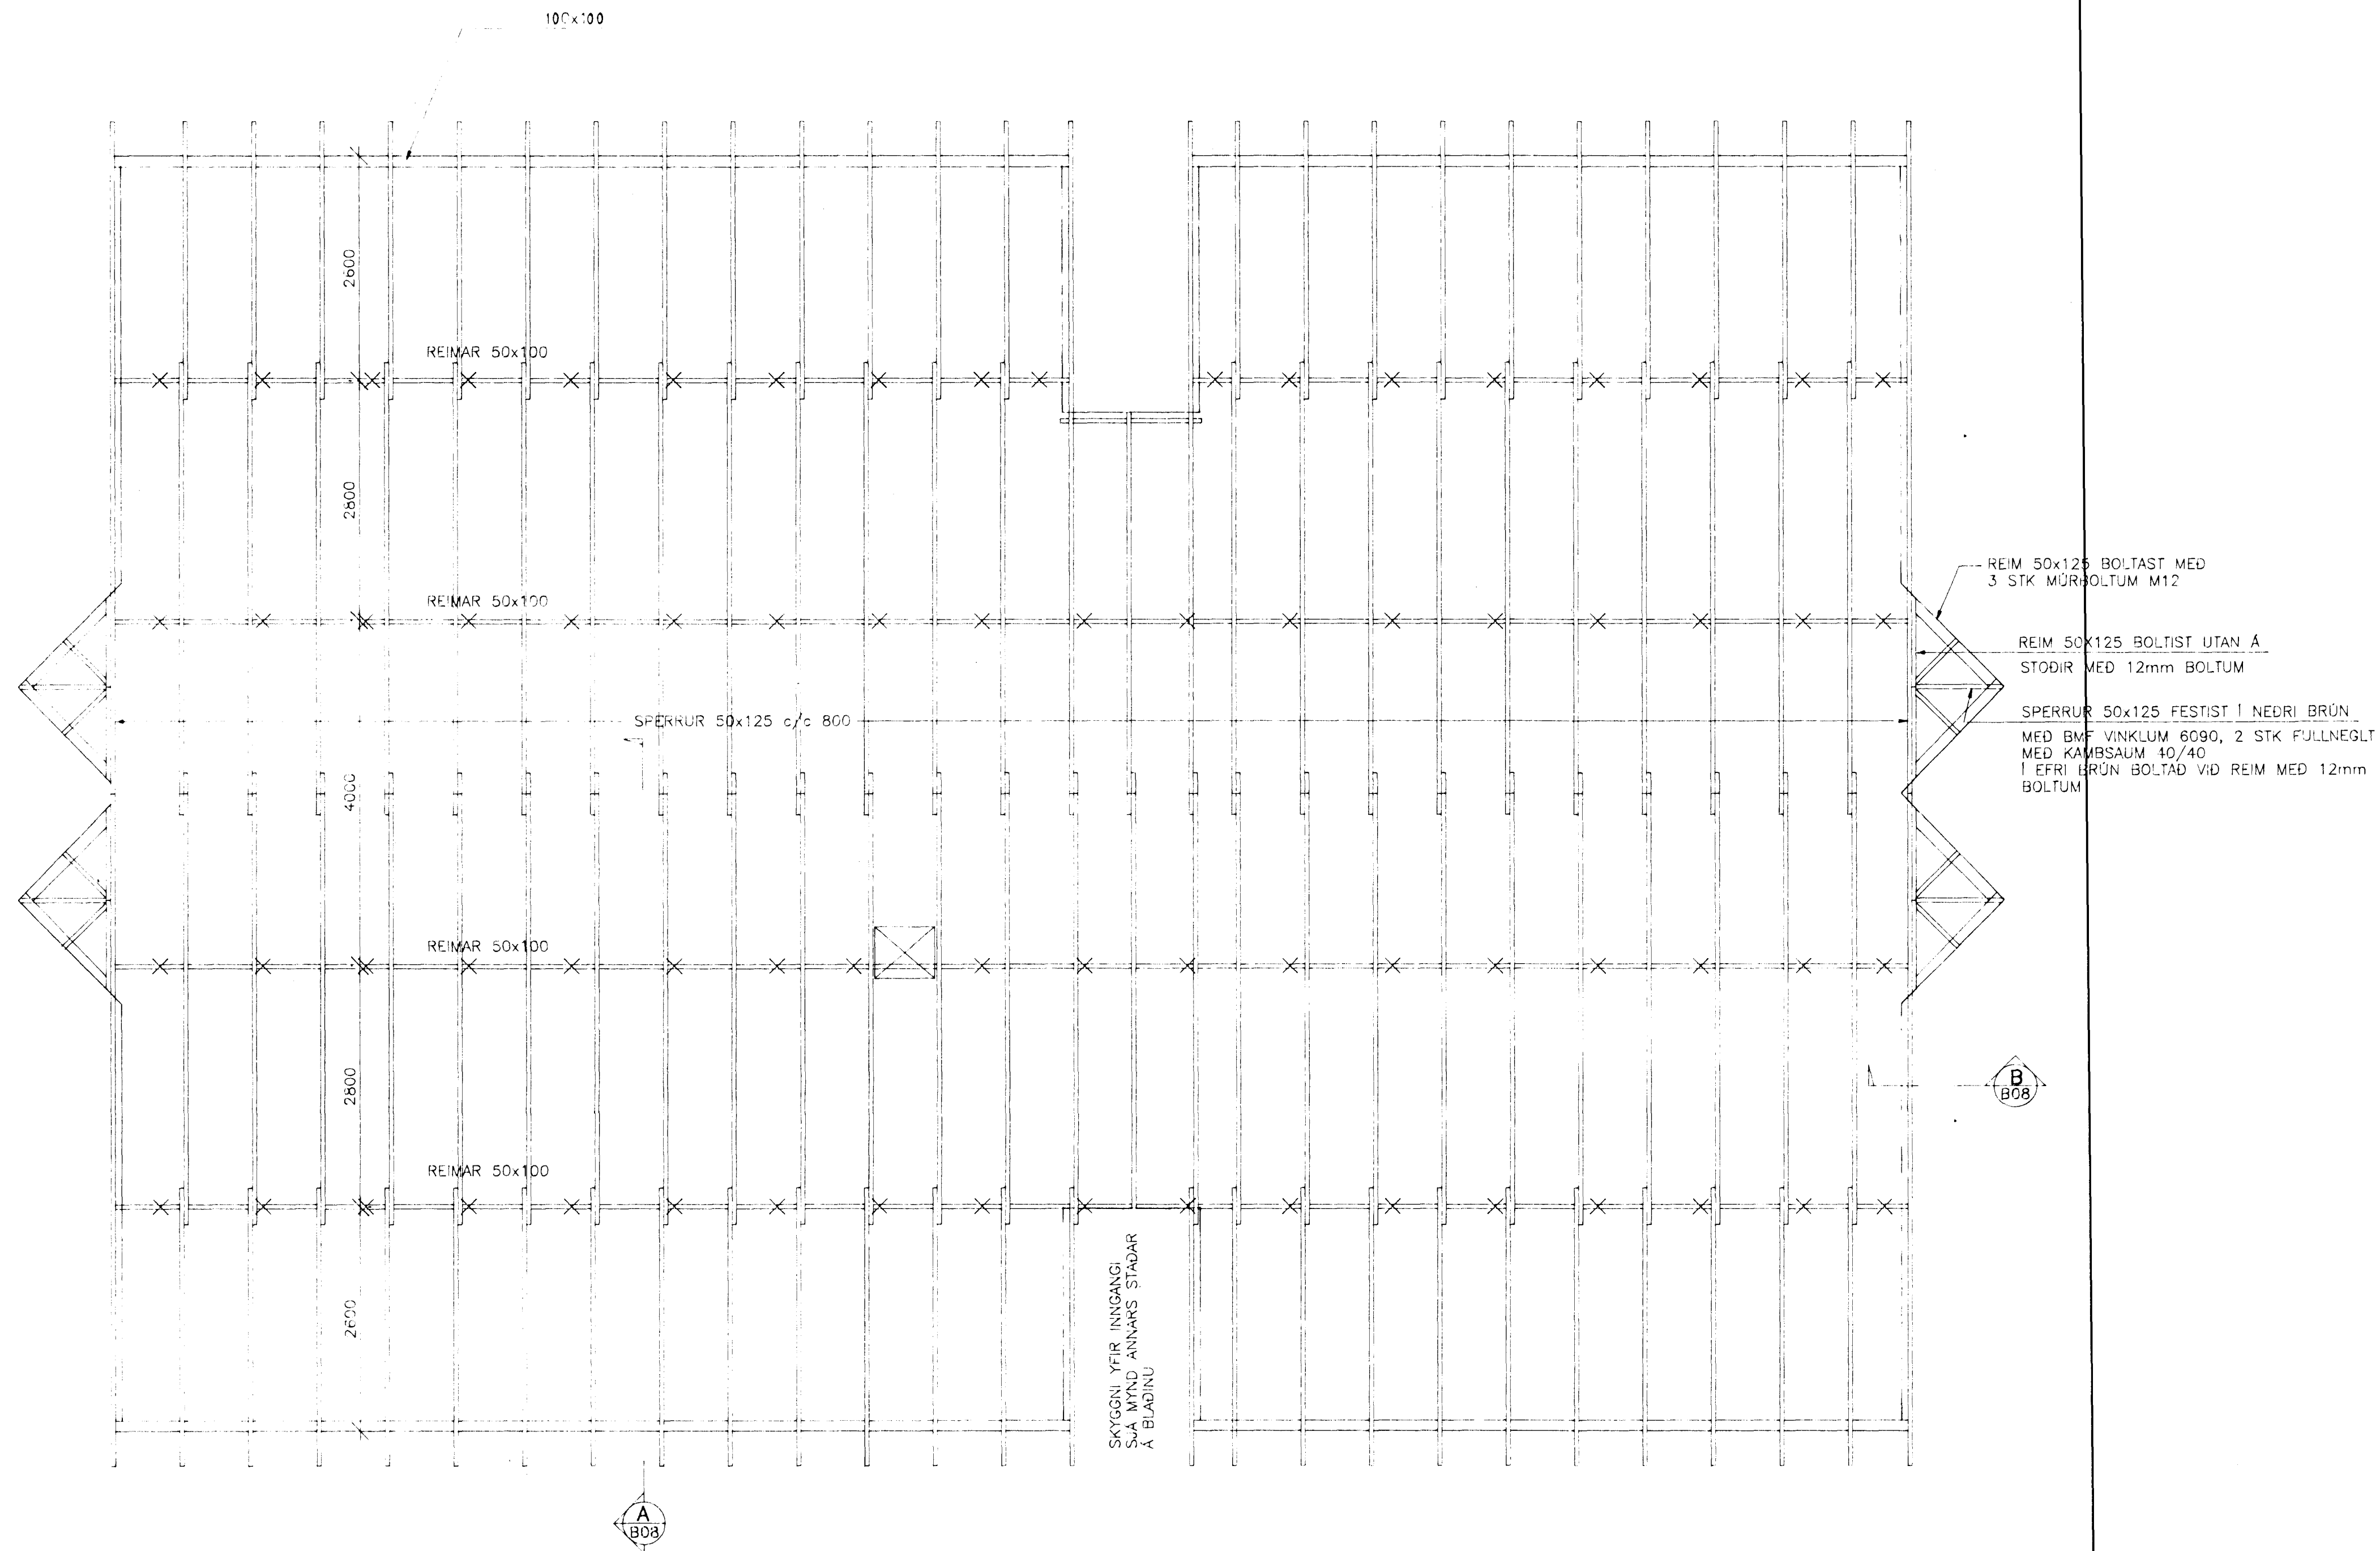 100x100
2600
REIMAR 50x100
2800
REIM 50x125 BOLTAST MEÐ
3 STK MÚRBOLTUM M12
REIMAR 50x100
REIM 50x125 BOLTIST UTAN Á
STOÐIR MEÐ 12mm BOLTUM
SPERRUR 50x125 c/c 800
SPERRUR 50x125 FESTIST Í NEÐRI BRÚN
MEÐ BMF VINKLUM 6090, 2 STK FULLNEGLT
MEÐ KAMBSAUM 40/40
Í EFRI BRÚN BOLTAÐ VIÐ REIM MEÐ 12mm
BOLTUM
4000
REIMAR 50x100
2800
B
B08
REIMAR 50x100
2600
SKYGGNI YFIR INNGANGI
SJÁ MYND ANNARS STAÐAR
Á BLAÐINU
A
B08